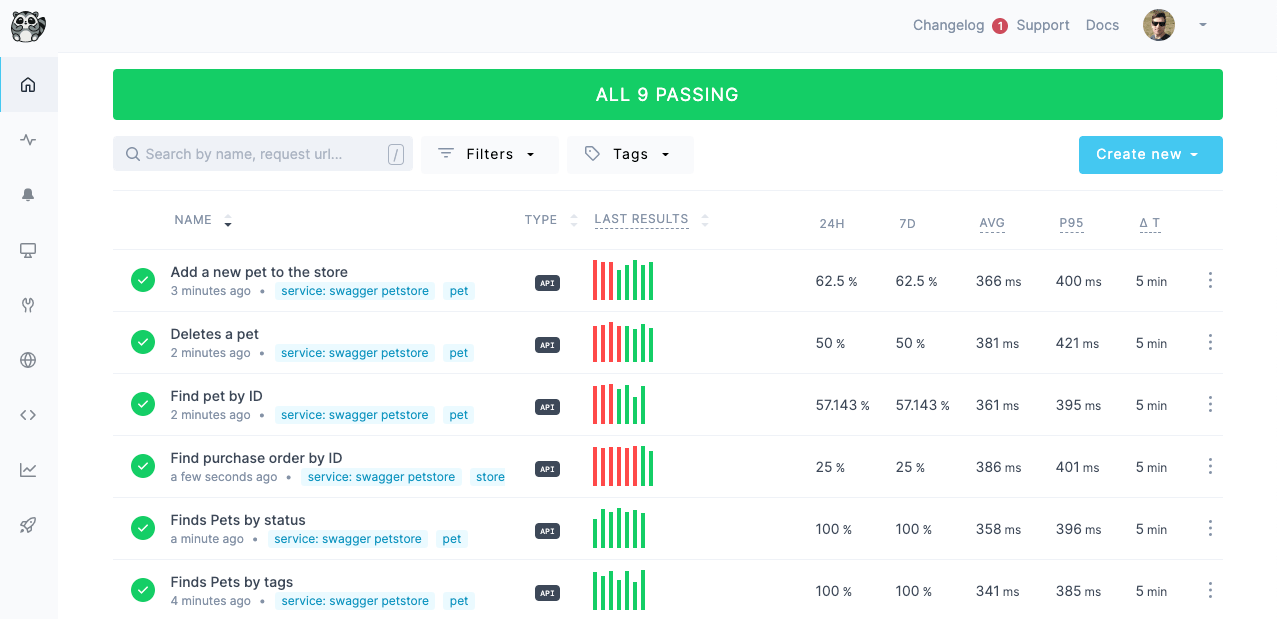 Changelog 1 Support Docs
ALL 9 PASSING
Search by name, request url... / Filters Tags Create new
NAME TYPE LAST RESULTS 24H 7D AVG P95 Δ T
Add a new pet to the store
3 minutes ago • service: swagger petstore pet API 62.5 % 62.5 % 366 ms 400 ms 5 min
Deletes a pet
2 minutes ago • service: swagger petstore pet API 50 % 50 % 381 ms 421 ms 5 min
Find pet by ID
2 minutes ago • service: swagger petstore pet API 57.143 % 57.143 % 361 ms 395 ms 5 min
Find purchase order by ID
a few seconds ago • service: swagger petstore store API 25 % 25 % 386 ms 401 ms 5 min
Finds Pets by status
a minute ago • service: swagger petstore pet API 100 % 100 % 358 ms 396 ms 5 min
Finds Pets by tags
4 minutes ago • service: swagger petstore pet API 100 % 100 % 341 ms 385 ms 5 min